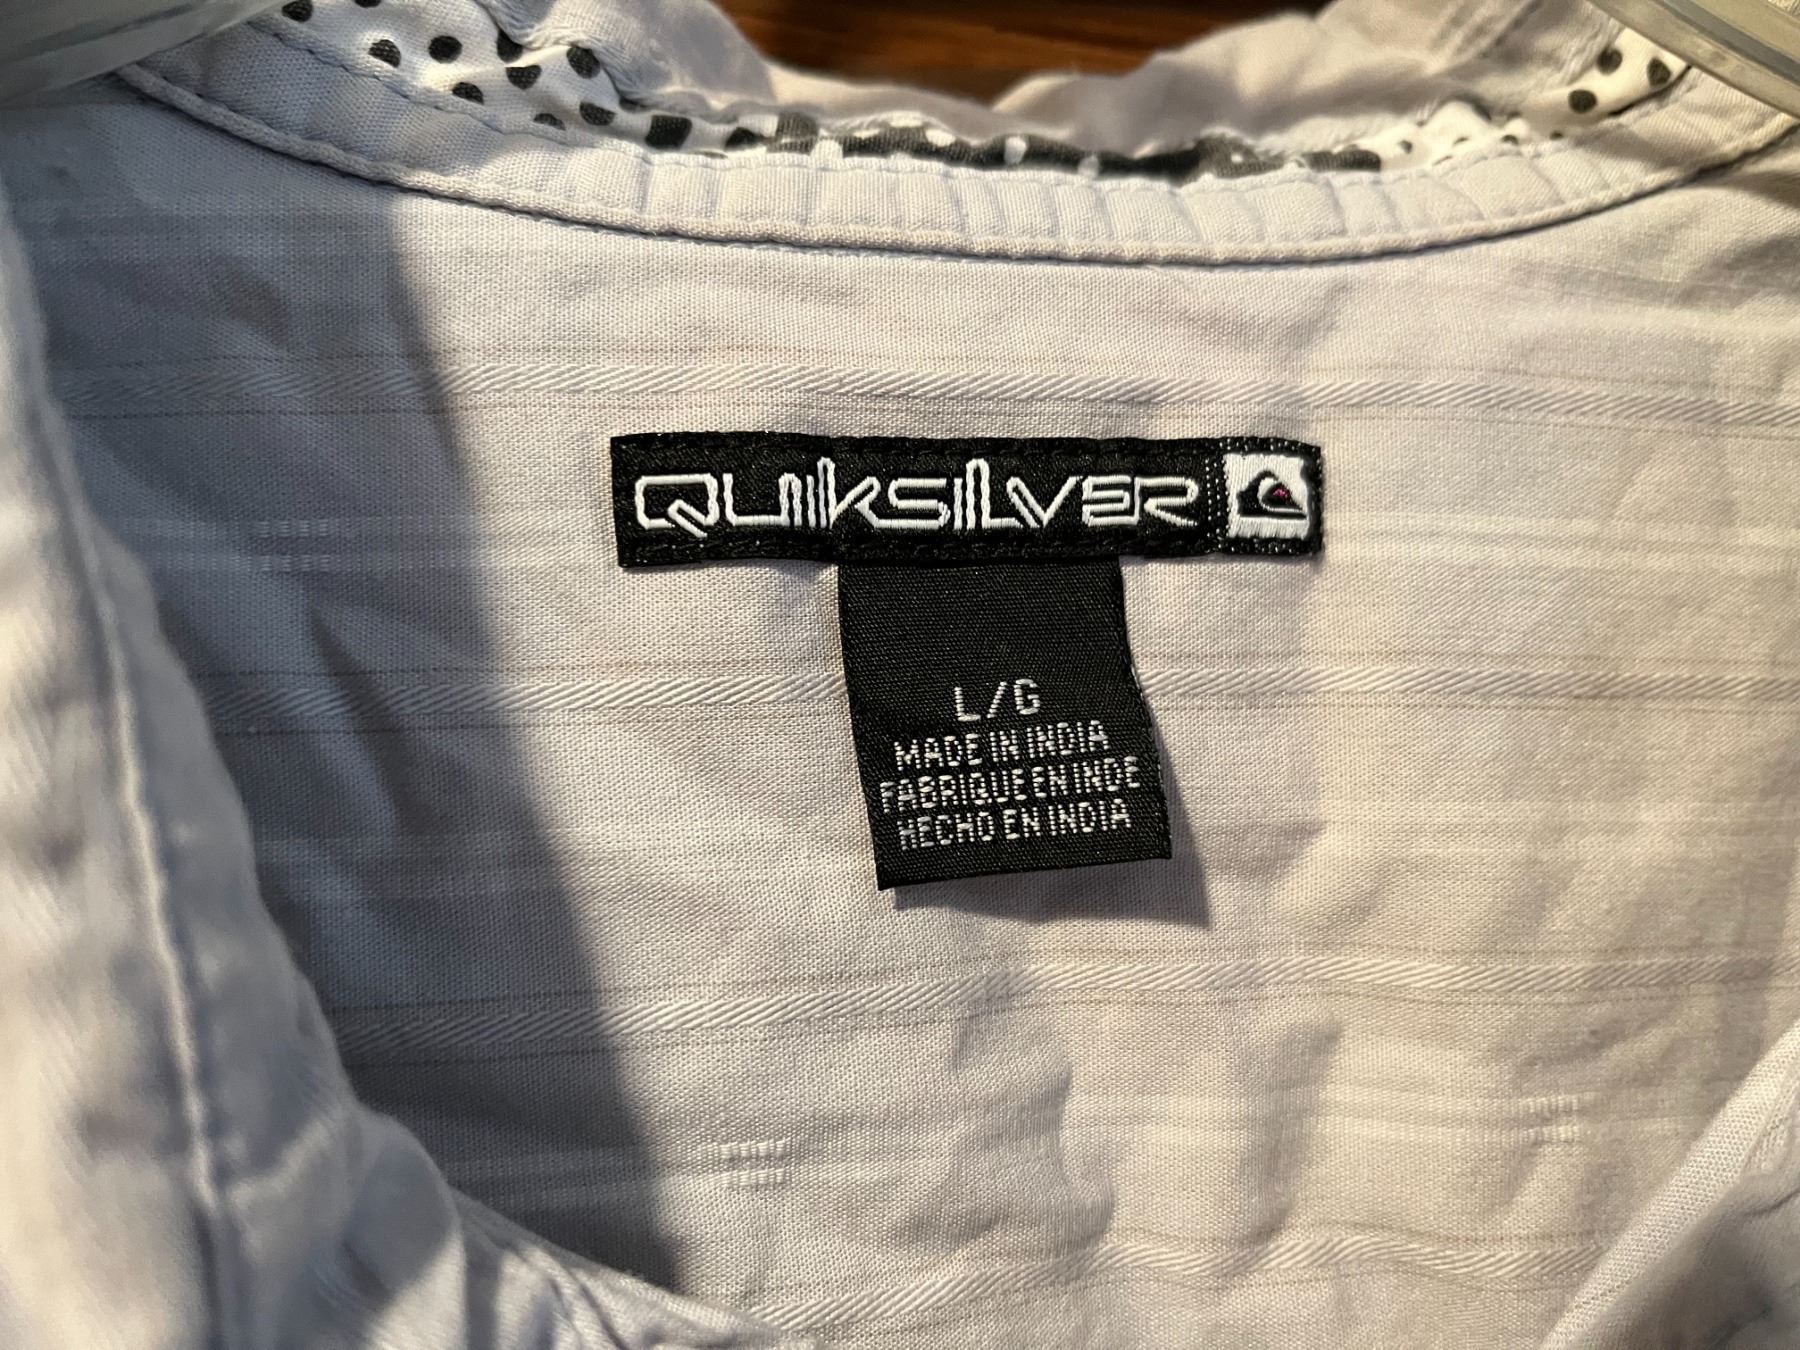 QUIKSILVER
L/G
MADE IN INDIA
FABRIQUE EN INDE
HECHO EN INDIA